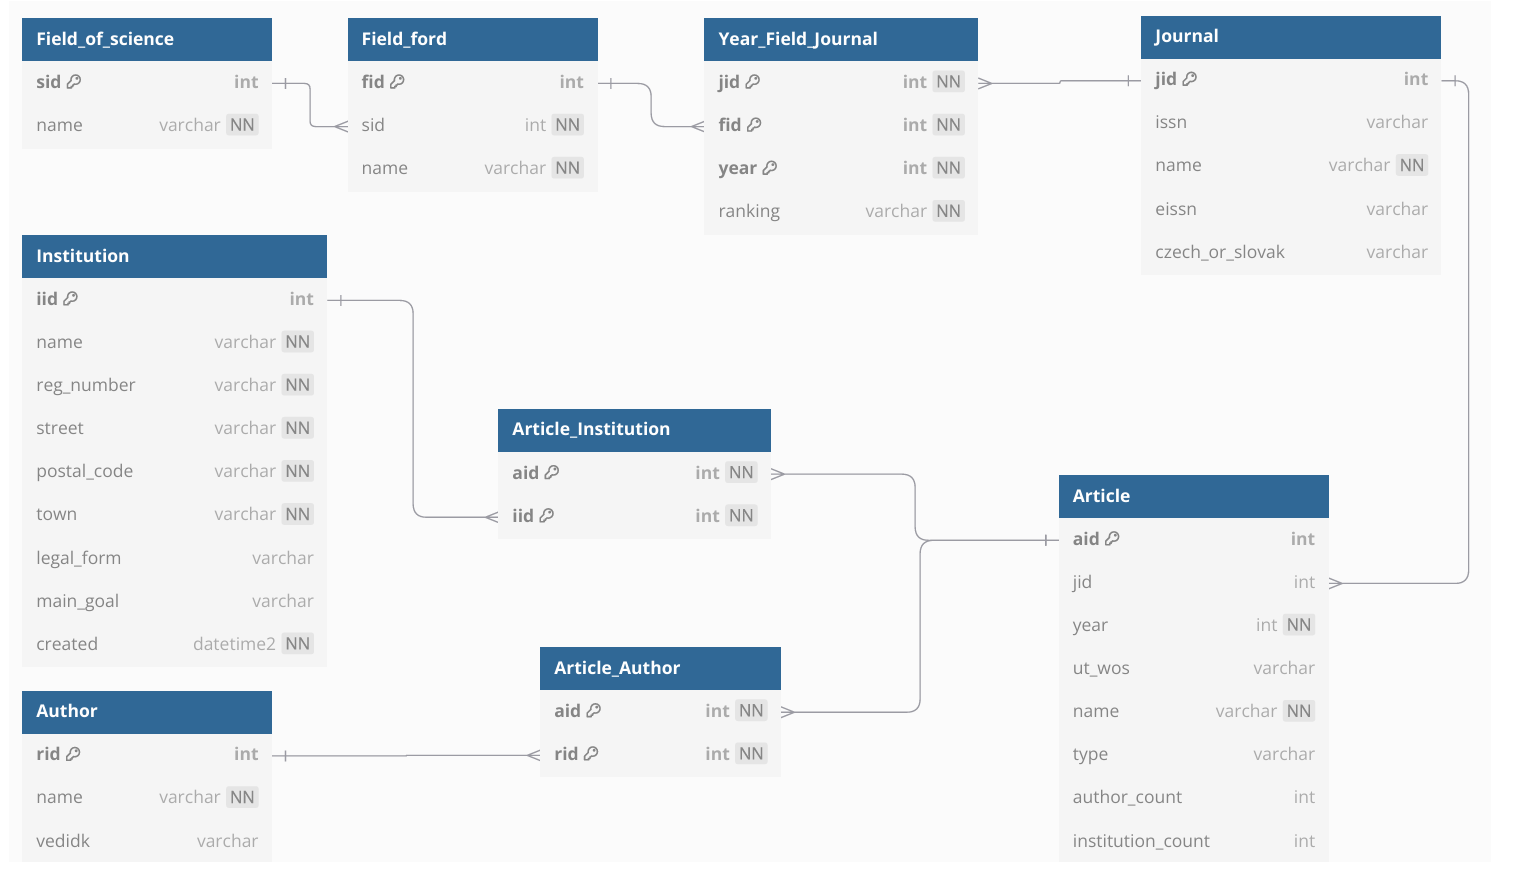 Field_of_science
sid int
name varchar NN
Field_ford
fid int
sid int NN
name varchar NN
Year_Field_Journal
jid int NN
fid int NN
year int NN
ranking varchar NN
Journal
jid int
issn varchar
name varchar NN
eissn varchar
czech_or_slovak varchar
Institution
iid int
name varchar NN
reg_number varchar NN
street varchar NN
postal_code varchar NN
town varchar NN
legal_form varchar
main_goal varchar
created datetime2 NN
Article_Institution
aid int NN
iid int NN
Article
aid int
jid int
year int NN
ut_wos varchar
name varchar NN
type varchar
author_count int
institution_count int
Article_Author
aid int NN
rid int NN
Author
rid int
name varchar NN
vedidk varchar